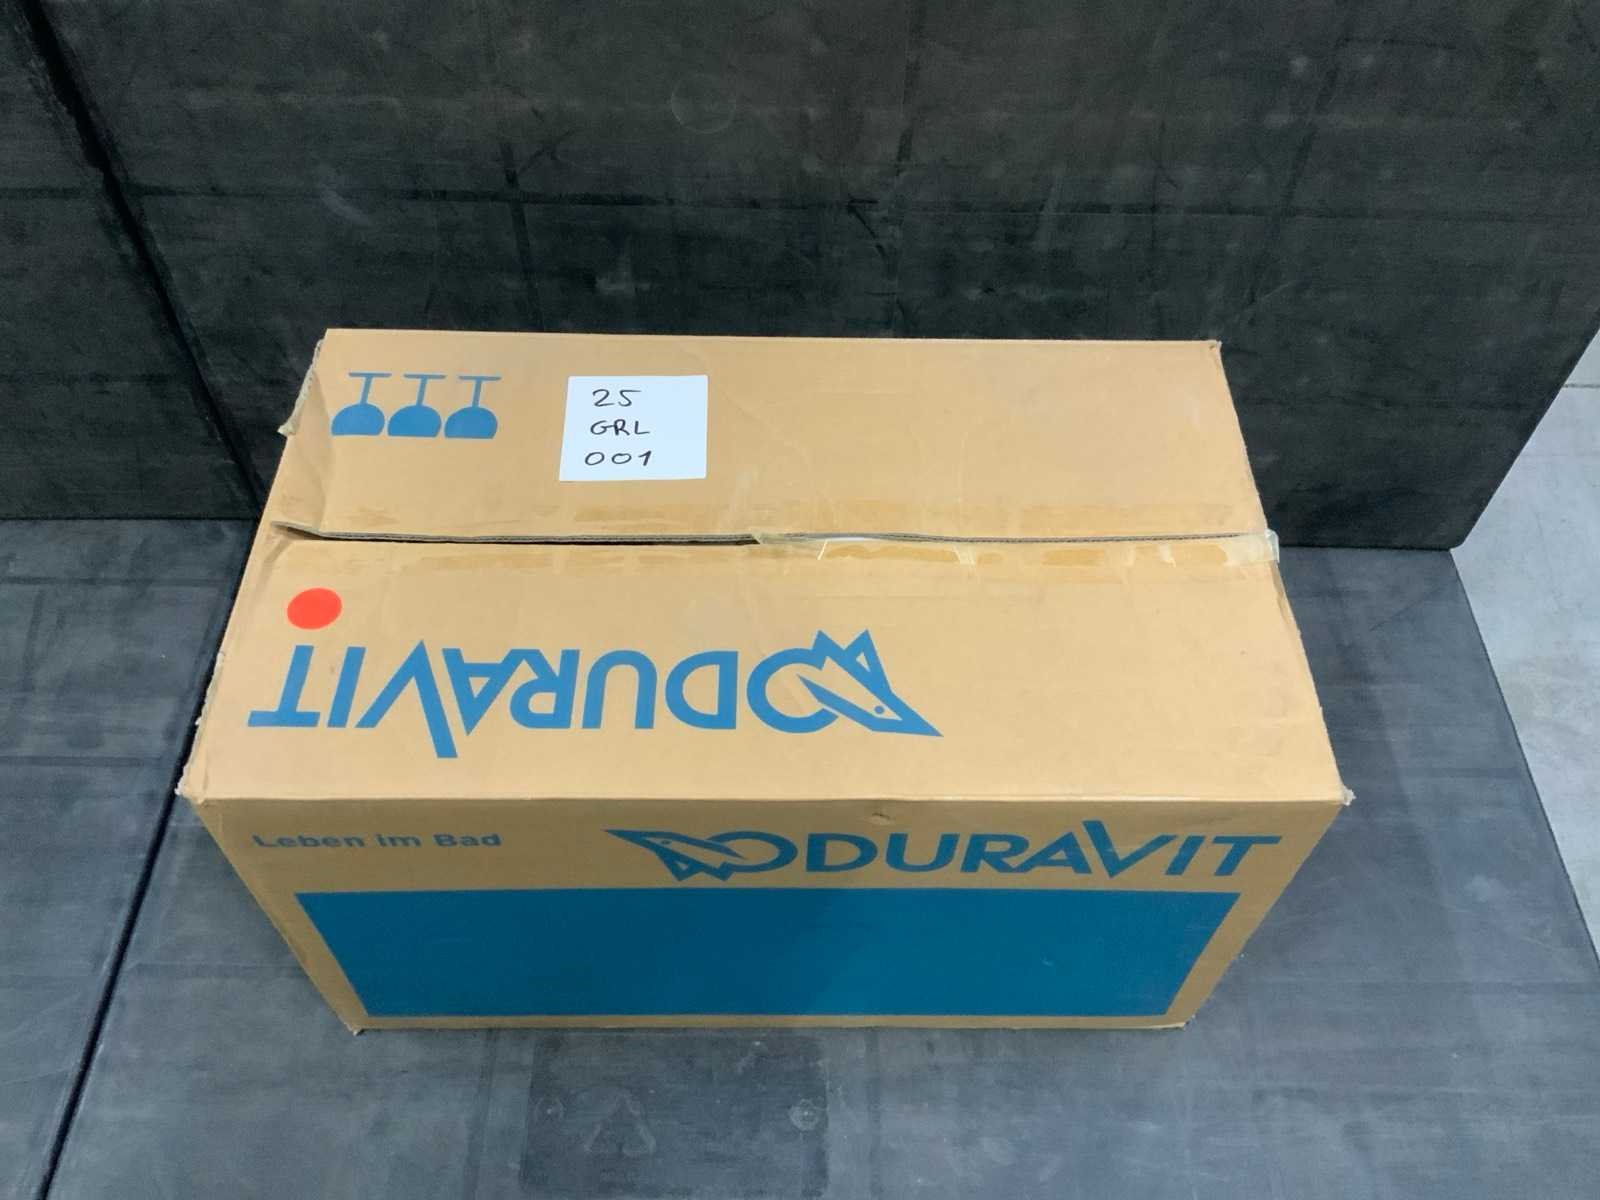 25
GRL
001
DURAVIT
Leben im Bad
DURAVIT